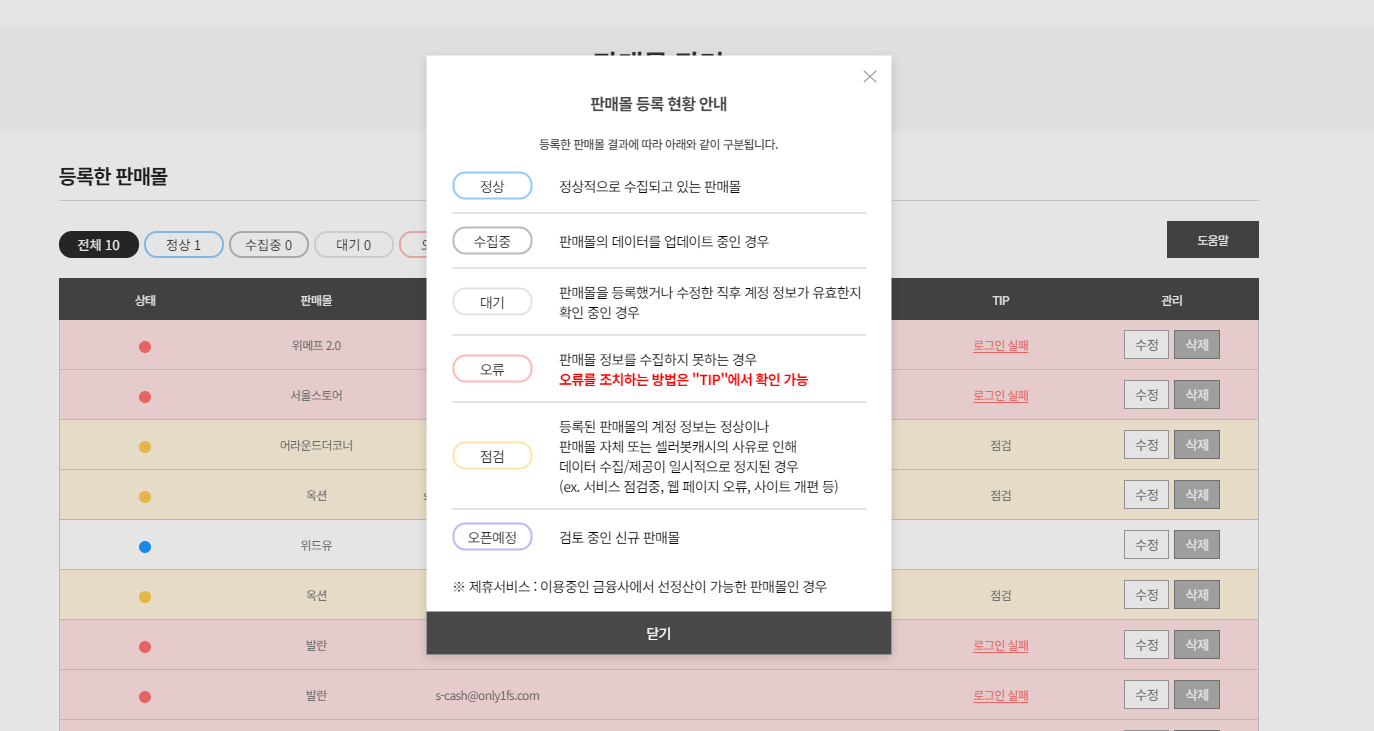 판매몰 등록 현황 안내
등록한 판매몰 결과에 따라 아래와 같이 구분됩니다.
정상 정상적으로 수집되고 있는 판매몰
수집중 판매몰의 데이터를 업데이트 중인 경우
대기 판매몰을 등록했거나 수정한 직후 계정 정보가 유효한지
확인 중인 경우
오류 판매몰 정보를 수집하지 못하는 경우
오류를 조치하는 방법은 "TIP"에서 확인 가능
점검 등록된 판매몰의 계정 정보는 정상이나
판매몰 자체 또는 셀러봇캐시의 사유로 인해
데이터 수집/제공이 일시적으로 정지된 경우
(ex. 서비스 점검중, 웹 페이지 오류, 사이트 개편 등)
오픈예정 검토 중인 신규 판매몰
※ 제휴서비스 : 이용중인 금융사에서 선정산이 가능한 판매몰인 경우
닫기
등록한 판매몰
전체 10 정상 1 수집중 0 대기 0
도움말
상태 판매몰 TIP 관리
위메프 2.0 로그인 실패 수정 삭제
서울스토어 로그인 실패 수정 삭제
어라운드더코너 점검 수정 삭제
옥션 점검 수정 삭제
위드유 수정 삭제
옥션 점검 수정 삭제
발란 로그인 실패 수정 삭제
발란 s-cash@only1fs.com 로그인 실패 수정 삭제